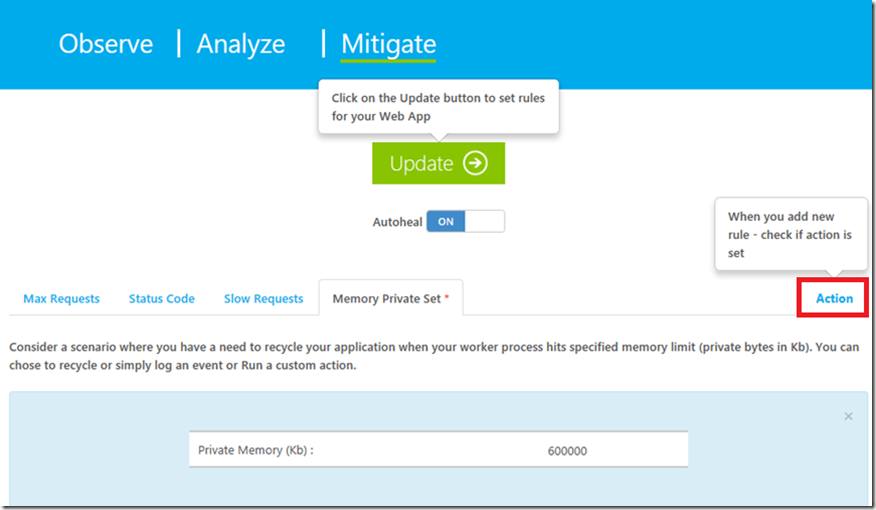 Observe | Analyze | Mitigate
Click on the Update button to set rules
for your Web App
Update
Autoheal ON
When you add new
rule - check if action is
set
Max Requests Status Code Slow Requests Memory Private Set * Action
Consider a scenario where you have a need to recycle your application when your worker process hits specified memory limit (private bytes in Kb). You can
chose to recycle or simply log an event or Run a custom action.
×
Private Memory (Kb) : 600000